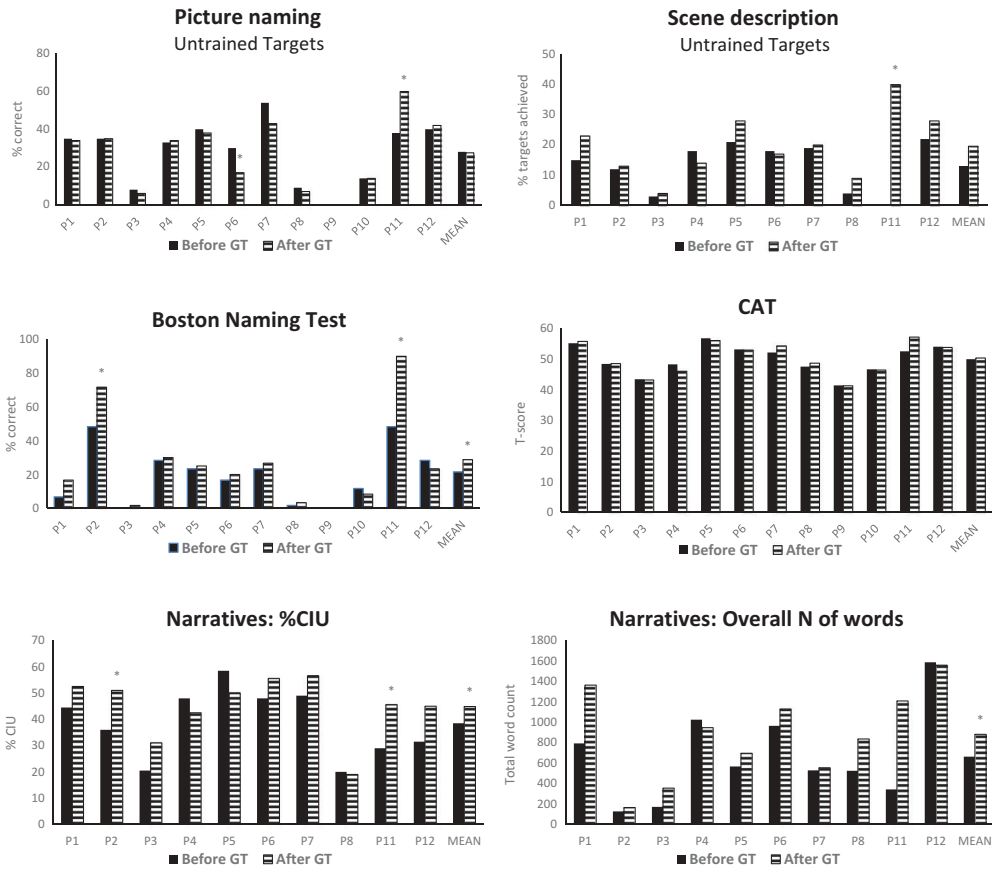 Picture naming
Untrained Targets
80
60
40
20
0
% correct
*
*
P1 P2 P3 P4 P5 P6 P7 P8 P9 P10 P11 P12 MEAN
Before GT After GT
Scene description
Untrained Targets
50
40
30
20
10
0
% targets achieved
*
P1 P2 P3 P4 P5 P6 P7 P8 P11 P12 MEAN
Before GT After GT
Boston Naming Test
100
80
60
40
20
0
% correct
*
*
*
P1 P2 P3 P4 P5 P6 P7 P8 P9 P10 P11 P12 MEAN
Before GT After GT
CAT
60
50
40
30
20
10
0
T-score
P1 P2 P3 P4 P5 P6 P7 P8 P9 P10 P11 P12 MEAN
Before GT After GT
Narratives: %CIU
70
60
50
40
30
20
10
0
% CIU
*
*
*
P1 P2 P3 P4 P5 P6 P7 P8 P11 P12 MEAN
Before GT After GT
Narratives: Overall N of words
1800
1600
1400
1200
1000
800
600
400
200
0
Total word count
*
P1 P2 P3 P4 P5 P6 P7 P8 P11 P12 MEAN
Before GT After GT